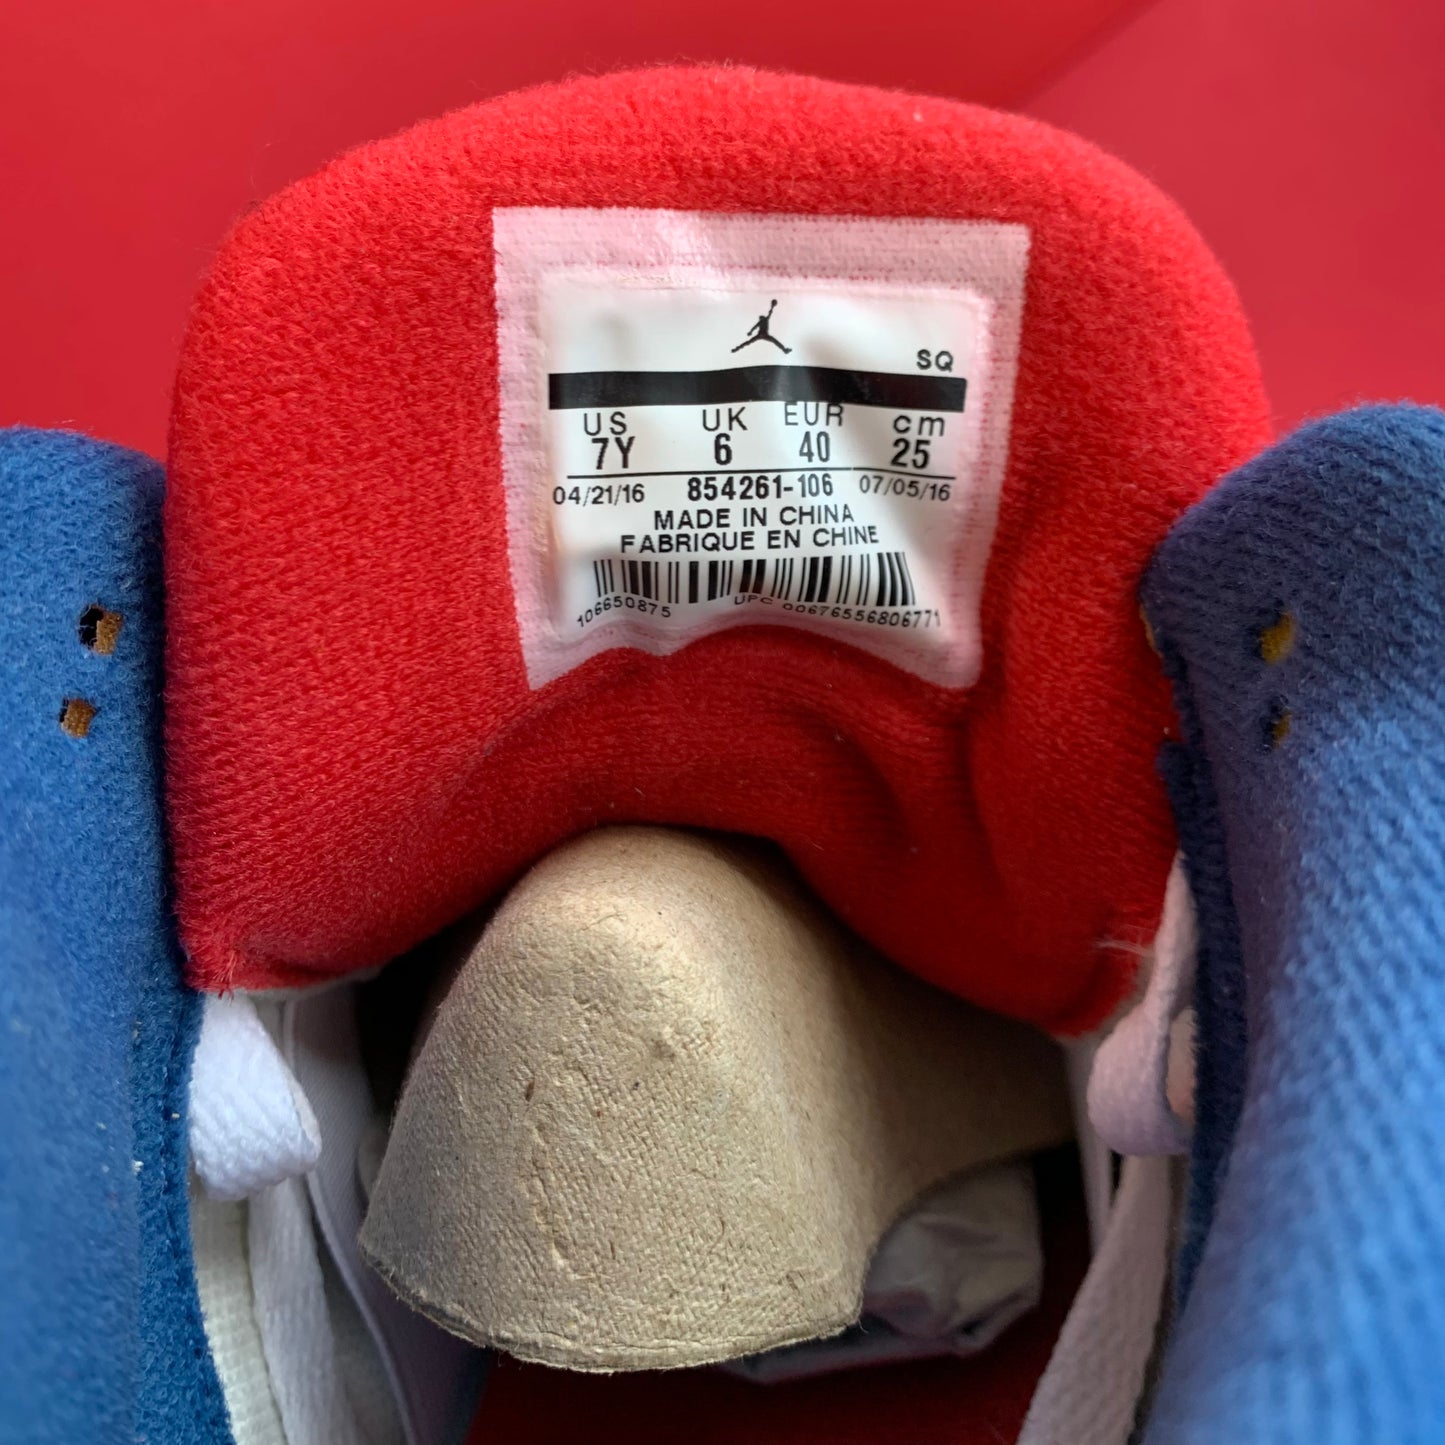 SQ
US UK EUR cm
7Y 6 40 25
04/21/16 854261-106 07/05/16
MADE IN CHINA
FABRIQUE EN CHINE
106650875 UPC 00676556806771